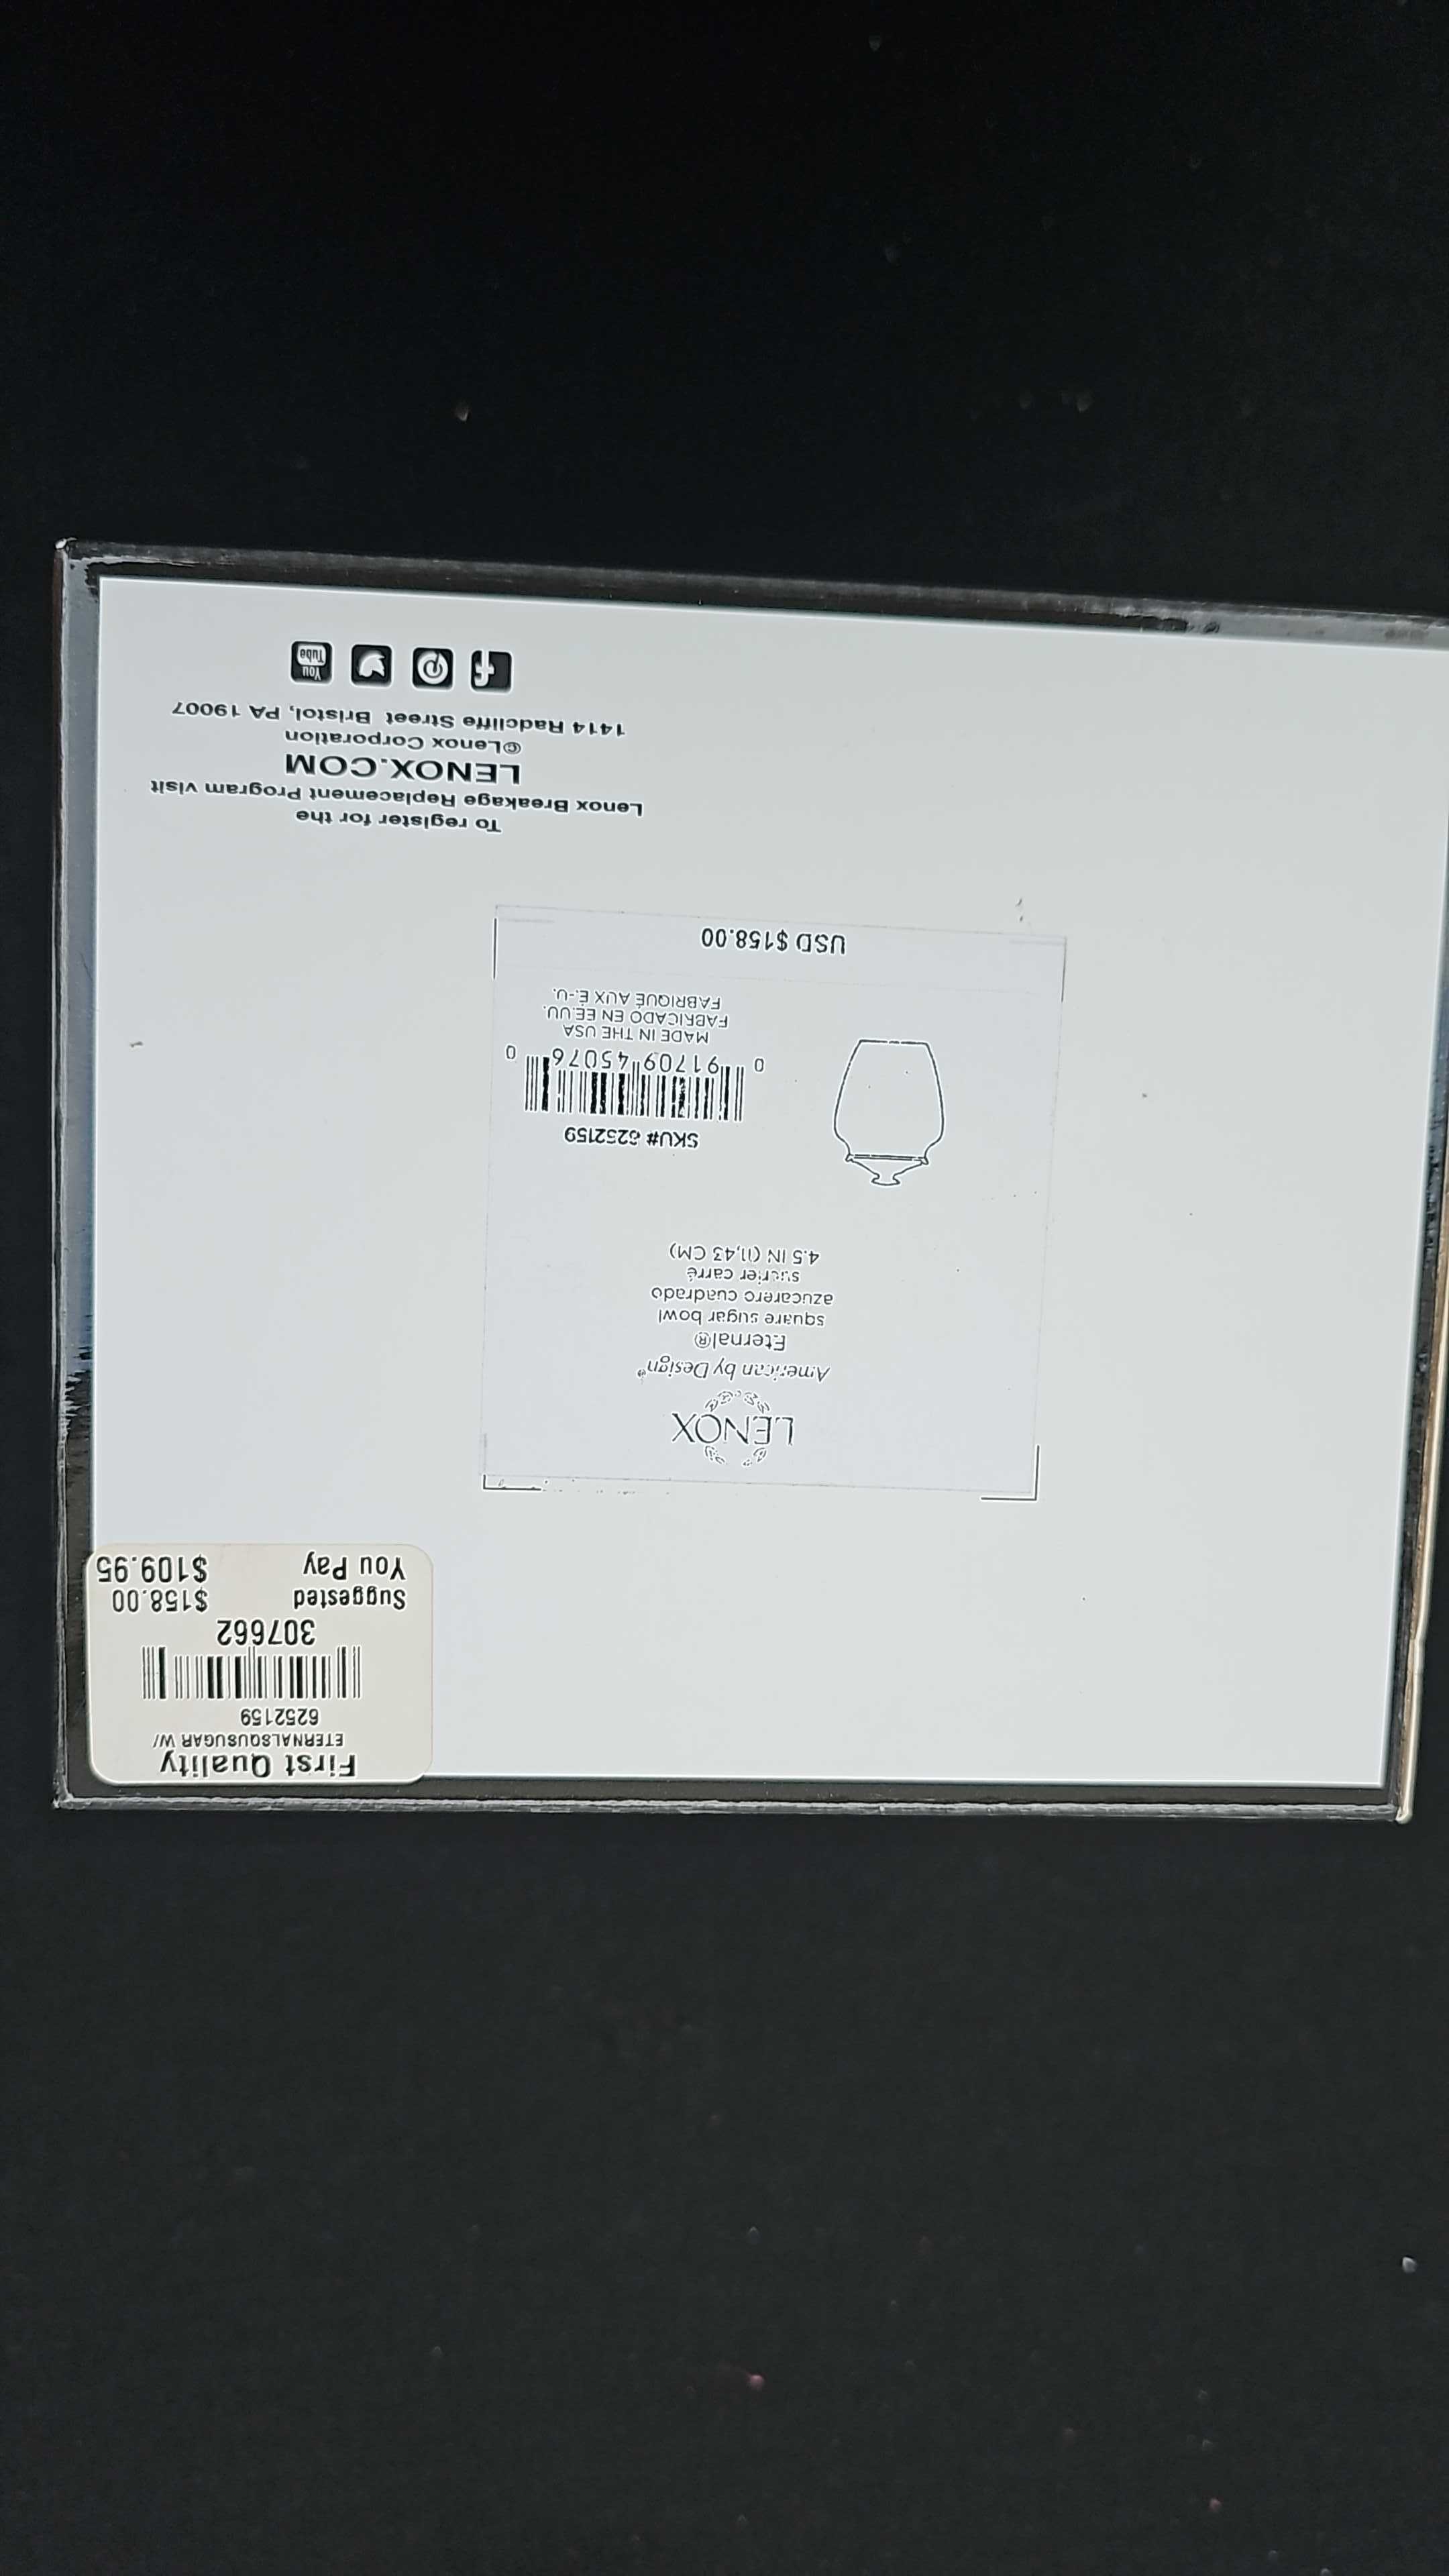 First Quality
ETERNALSQUSUGAR W/
6252159
307662
Suggested $158.00
You Pay $109.95
LENOX
American by Design®
Eternal®
square sugar bowl
azucarero cuadrado
sucrier carré
4.5 IN (11,43 CM)
SKU# 6252159
0 91709 45076 0
MADE IN THE USA
FABRICADO EN EE.UU.
FABRIQUÉ AUX É.-U.
USD $158.00
To register for the
Lenox Breakage Replacement Program visit
LENOX.COM
©Lenox Corporation
1414 Radcliffe Street Bristol, PA 19007
f
You
Tube